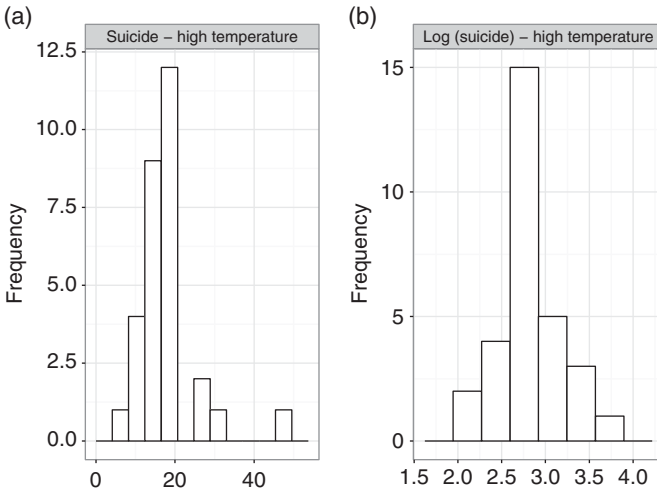 (a)
Suicide – high temperature
12.5
10.0
7.5
5.0
2.5
0.0
Frequency
0 20 40
(b)
Log (suicide) – high temperature
15
10
5
0
Frequency
1.5 2.0 2.5 3.0 3.5 4.0